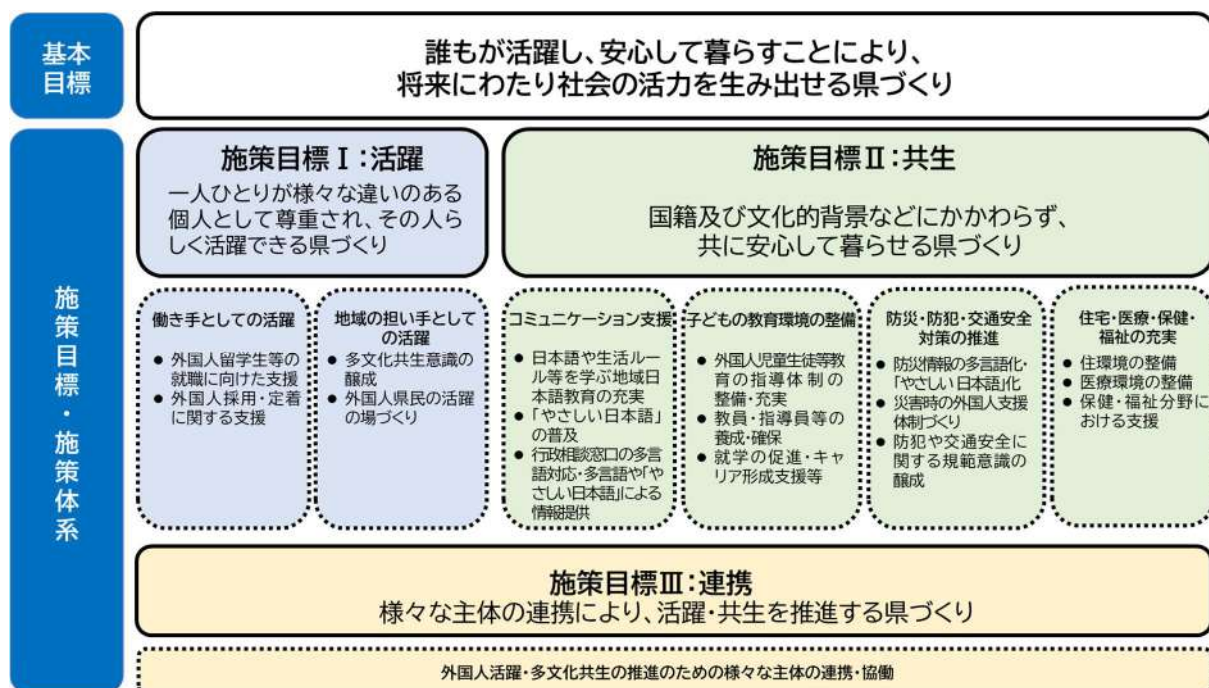 基本
目標
誰もが活躍し、安心して暮らすことにより、
将来にわたり社会の活力を生み出せる県づくり
施策目標・施策体系
施策目標Ⅰ：活躍
一人ひとりが様々な違いのある
個人として尊重され、その人ら
しく活躍できる県づくり
施策目標Ⅱ：共生
国籍及び文化的背景などにかかわらず、
共に安心して暮らせる県づくり
働き手としての活躍
● 外国人留学生等の
就職に向けた支援
● 外国人採用・定着
に関する支援
地域の担い手として
の活躍
● 多文化共生意識の
醸成
● 外国人県民の活躍
の場づくり
コミュニケーション支援
● 日本語や生活ルー
ル等を学ぶ地域日
本語教育の充実
● 「やさしい日本語」
の普及
● 行政相談窓口の多言
語対応・多言語や「や
さしい日本語」による
情報提供
子どもの教育環境の整備
● 外国人児童生徒等教
育の指導体制の
整備・充実
● 教員・指導員等の
養成・確保
● 就学の促進・キャ
リア形成支援等
防災・防犯・交通安全
対策の推進
● 防災情報の多言語化・
「やさしい日本語」化
● 災害時の外国人支援
体制づくり
● 防犯や交通安全に
関する規範意識の
醸成
住宅・医療・保健・
福祉の充実
● 住環境の整備
● 医療環境の整備
● 保健・福祉分野に
おける支援
施策目標Ⅲ：連携
様々な主体の連携により、活躍・共生を推進する県づくり
外国人活躍・多文化共生の推進のための様々な主体の連携・協働